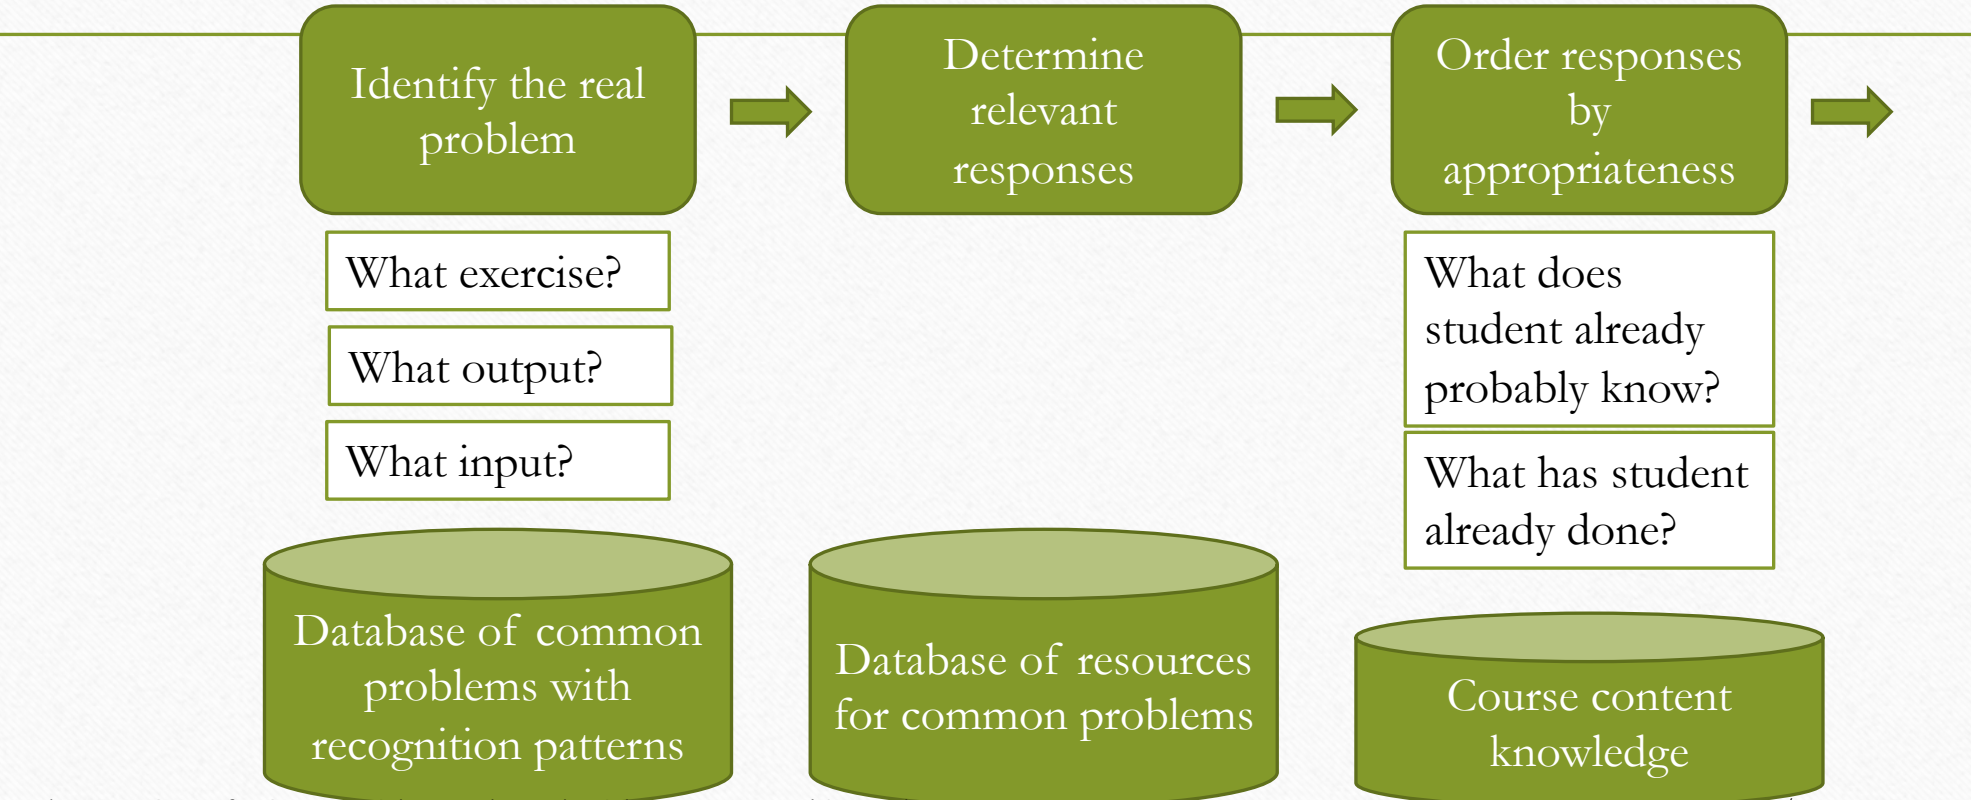 Identify the real
problem
Determine
relevant
responses
Order responses
by
appropriateness
What exercise?
What output?
What input?
What does
student already
probably know?
What has student
already done?
Database of common
problems with
recognition patterns
Database of resources
for common problems
Course content
knowledge